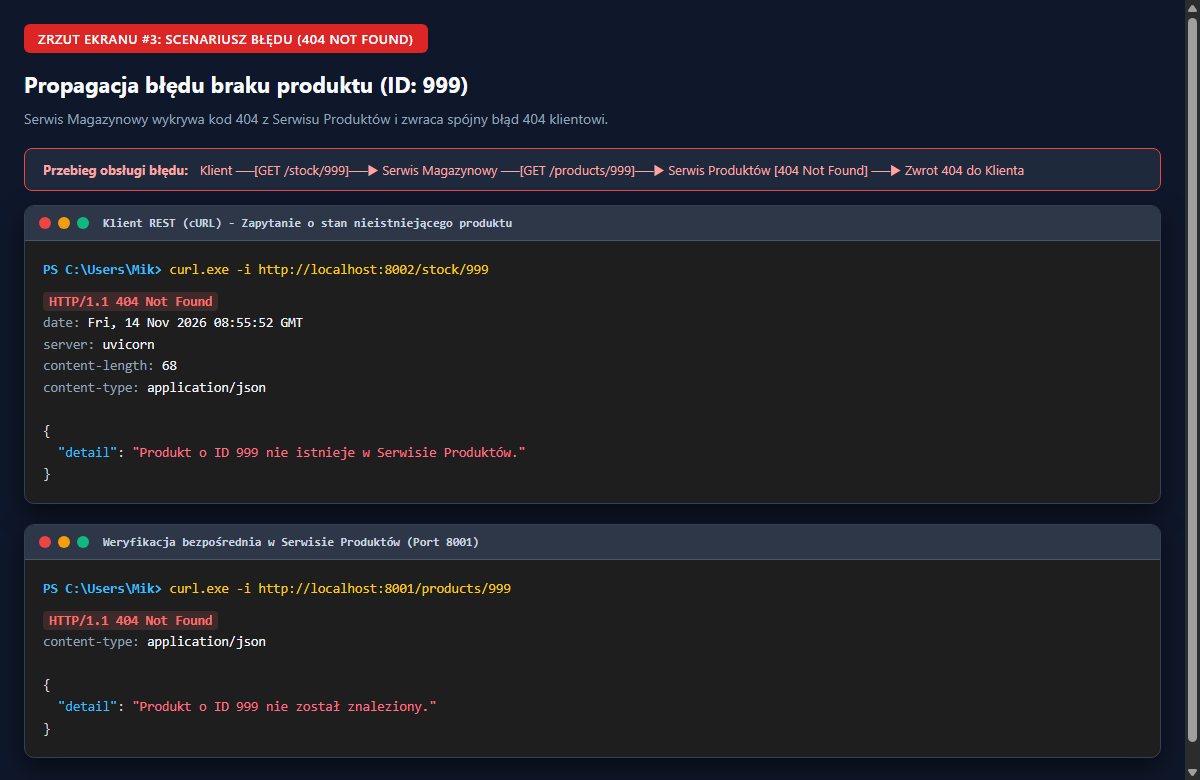 ZRZUT EKRANU #3: SCENARIUSZ BŁĘDU (404 NOT FOUND)
Propagacja błędu braku produktu (ID: 999)
Serwis Magazynowy wykrywa kod 404 z Serwisu Produktów i zwraca spójny błąd 404 klientowi.
Przebieg obsługi błędu: Klient ──[GET /stock/999]──▶ Serwis Magazynowy ──[GET /products/999]──▶ Serwis Produktów [404 Not Found] ──▶ Zwrot 404 do Klienta
Klient REST (cURL) - Zapytanie o stan nieistniejącego produktu
PS C:\Users\Mik> curl.exe -i http://localhost:8002/stock/999
HTTP/1.1 404 Not Found
date: Fri, 14 Nov 2026 08:55:52 GMT
server: uvicorn
content-length: 68
content-type: application/json
{
"detail": "Produkt o ID 999 nie istnieje w Serwisie Produktów."
}
Weryfikacja bezpośrednia w Serwisie Produktów (Port 8001)
PS C:\Users\Mik> curl.exe -i http://localhost:8001/products/999
HTTP/1.1 404 Not Found
content-type: application/json
{
"detail": "Produkt o ID 999 nie został znaleziony."
}